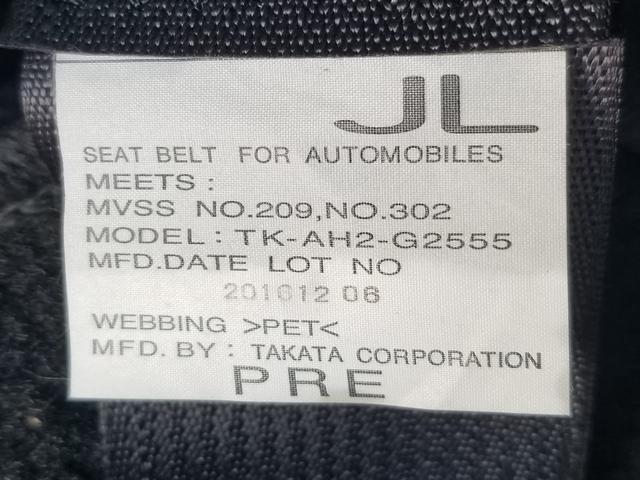 JL
SEAT BELT FOR AUTOMOBILES
MEETS :
MVSS NO.209,NO.302
MODEL : TK-AH2-G2555
MFD.DATE LOT NO
201612 06
WEBBING >PET<
MFD. BY : TAKATA CORPORATION
PRE